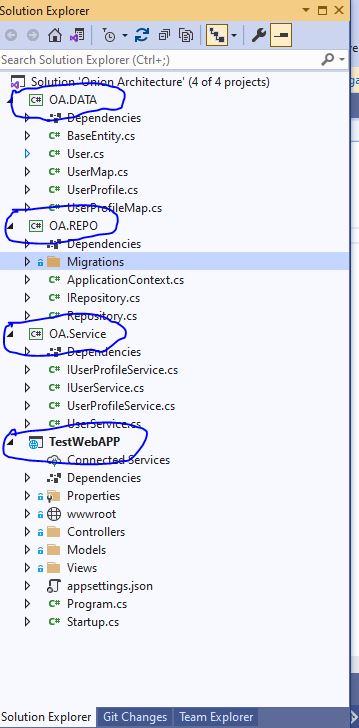 Solution Explorer
Search Solution Explorer (Ctrl+;)
Solution 'Onion Architecture' (4 of 4 projects)
C# OA.DATA
Dependencies
C# BaseEntity.cs
C# User.cs
C# UserMap.cs
C# UserProfile.cs
C# UserProfileMap.cs
C# OA.REPO
Dependencies
Migrations
C# ApplicationContext.cs
C# IRepository.cs
C# Repository.cs
C# OA.Service
Dependencies
C# IUserProfileService.cs
C# IUserService.cs
C# UserProfileService.cs
C# UserService.cs
TestWebAPP
Connected Services
Dependencies
Properties
wwwroot
Controllers
Models
Views
appsettings.json
C# Program.cs
C# Startup.cs
Solution Explorer Git Changes Team Explorer